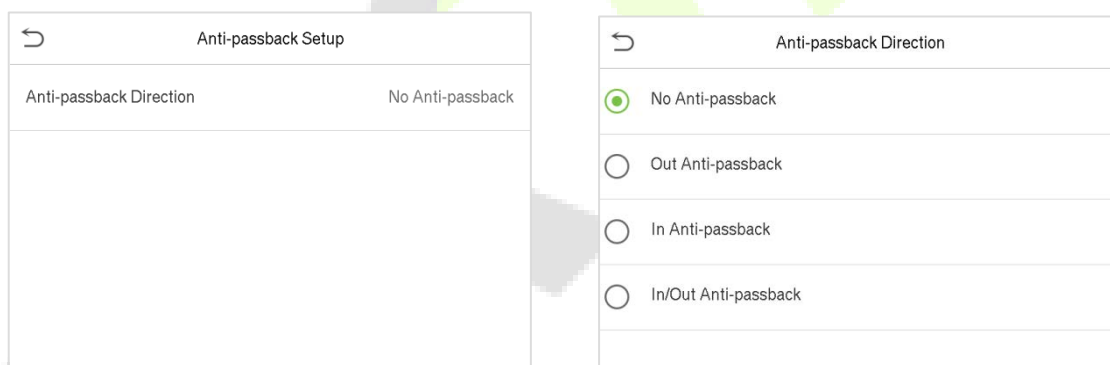 Anti-passback Setup
Anti-passback Direction No Anti-passback
Anti-passback Direction
No Anti-passback
Out Anti-passback
In Anti-passback
In/Out Anti-passback